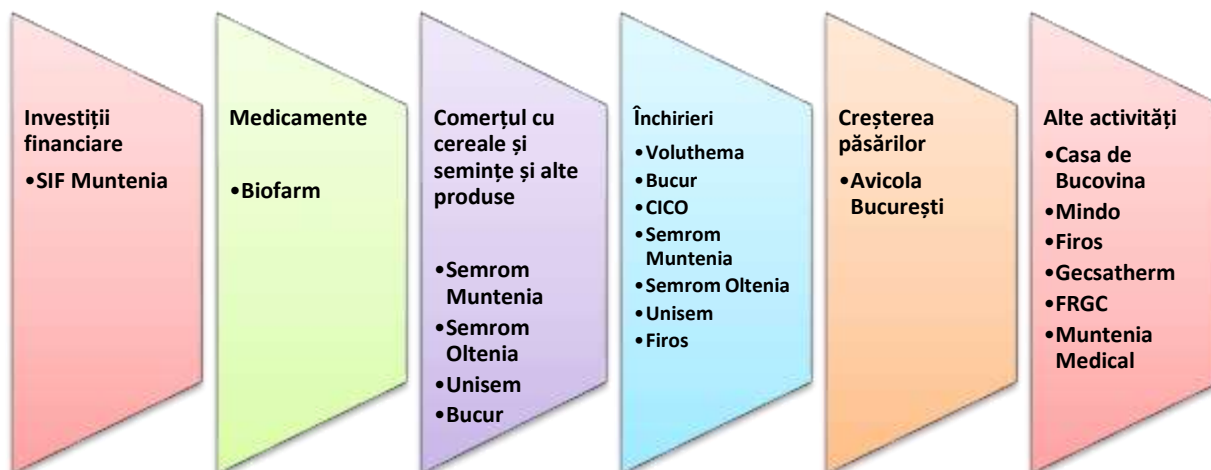 Investiții
financiare
•SIF Muntenia
Medicamente
•Biofarm
Comerțul cu
cereale și
semințe și alte
produse
•Semrom
Muntenia
•Semrom
Oltenia
•Unisem
•Bucur
Închirieri
•Voluthema
•Bucur
•CICO
•Semrom
Muntenia
•Semrom Oltenia
•Unisem
•Firos
Creșterea
păsărilor
•Avicola
București
Alte activități
•Casa de
Bucovina
•Mindo
•Firos
•Gecsatherm
•FRGC
•Muntenia
Medical